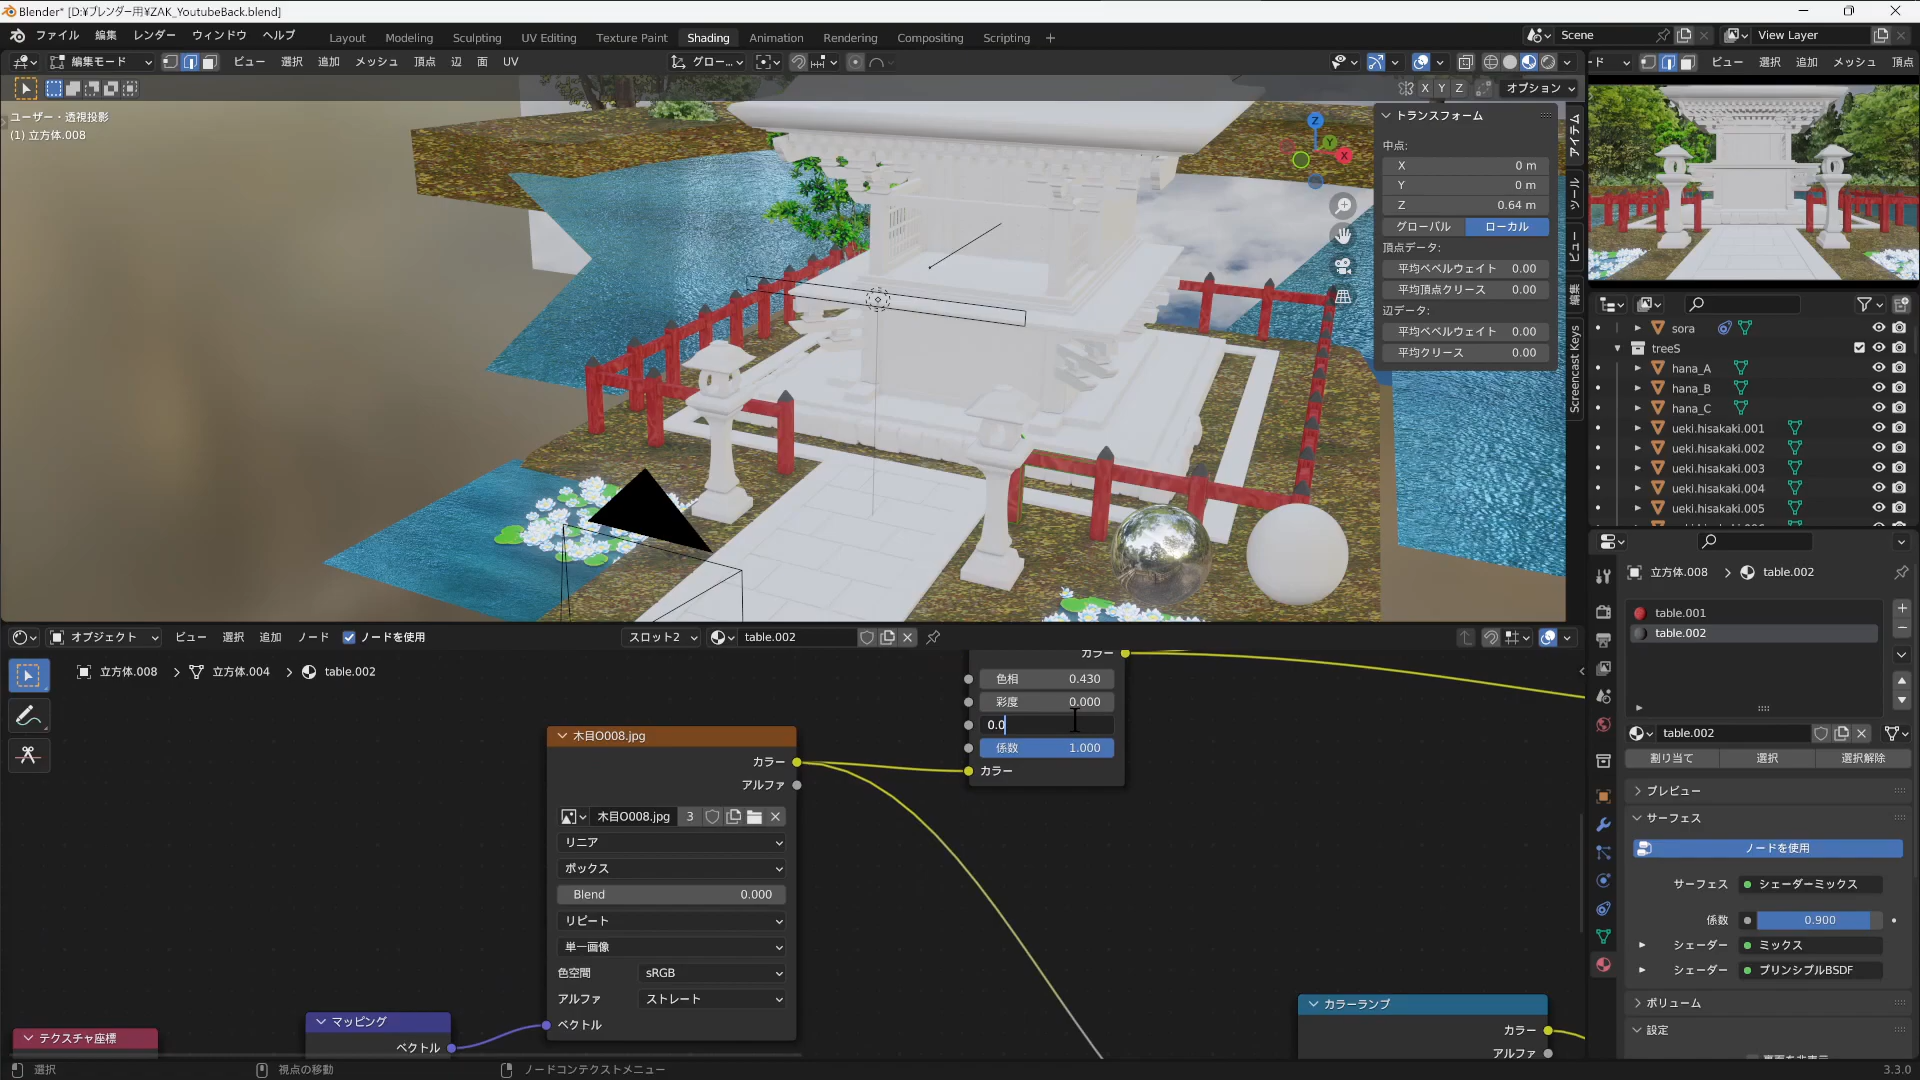 Blender* [D:¥ブレンダー用¥ZAK_YoutubeBack.blend]
ファイル 編集 レンダー ウィンドウ ヘルプ Layout Modeling Sculpting UV Editing Texture Paint Shading Animation Rendering Compositing Scripting + Scene View Layer
編集モード ビュー 選択 追加 メッシュ 頂点 辺 面 UV グロー... ード ビュー 選択 追加 メッシュ 頂点
X Y Z オプション
ユーザー・透視投影
(1) 立方体.008
Z
Y
X
トランスフォーム
中点:
X 0 m
Y 0 m
Z 0.64 m
グローバル ローカル
頂点データ:
平均ベベルウェイト 0.00
平均頂点クリース 0.00
辺データ:
平均ベベルウェイト 0.00
平均クリース 0.00
アイテム
ツール
ビュー
編集
Screencast Keys
sora
treeS
hana_A
hana_B
hana_C
ueki.hisakaki.001
ueki.hisakaki.002
ueki.hisakaki.003
ueki.hisakaki.004
ueki.hisakaki.005
立方体.008 > table.002
table.001
table.002
table.002
割り当て 選択 選択解除
プレビュー
サーフェス
ノードを使用
サーフェス シェーダーミックス
係数 0.900
シェーダー ミックス
シェーダー プリンシプルBSDF
ボリューム
設定
オブジェクト ビュー 選択 追加 ノード ノードを使用 スロット2 table.002
立方体.008 > 立方体.004 > table.002
カラー
色相 0.430
彩度 0.000
0.0
係数 1.000
カラー
木目O008.jpg
カラー
アルファ
木目O008.jpg 3
リニア
ボックス
Blend 0.000
リピート
単一画像
色空間 sRGB
アルファ ストレート
ベクトル
マッピング
ベクトル
テクスチャ座標
カラーランプ
カラー
アルファ
選択 視点の移動 ノードコンテクストメニュー 3.3.0